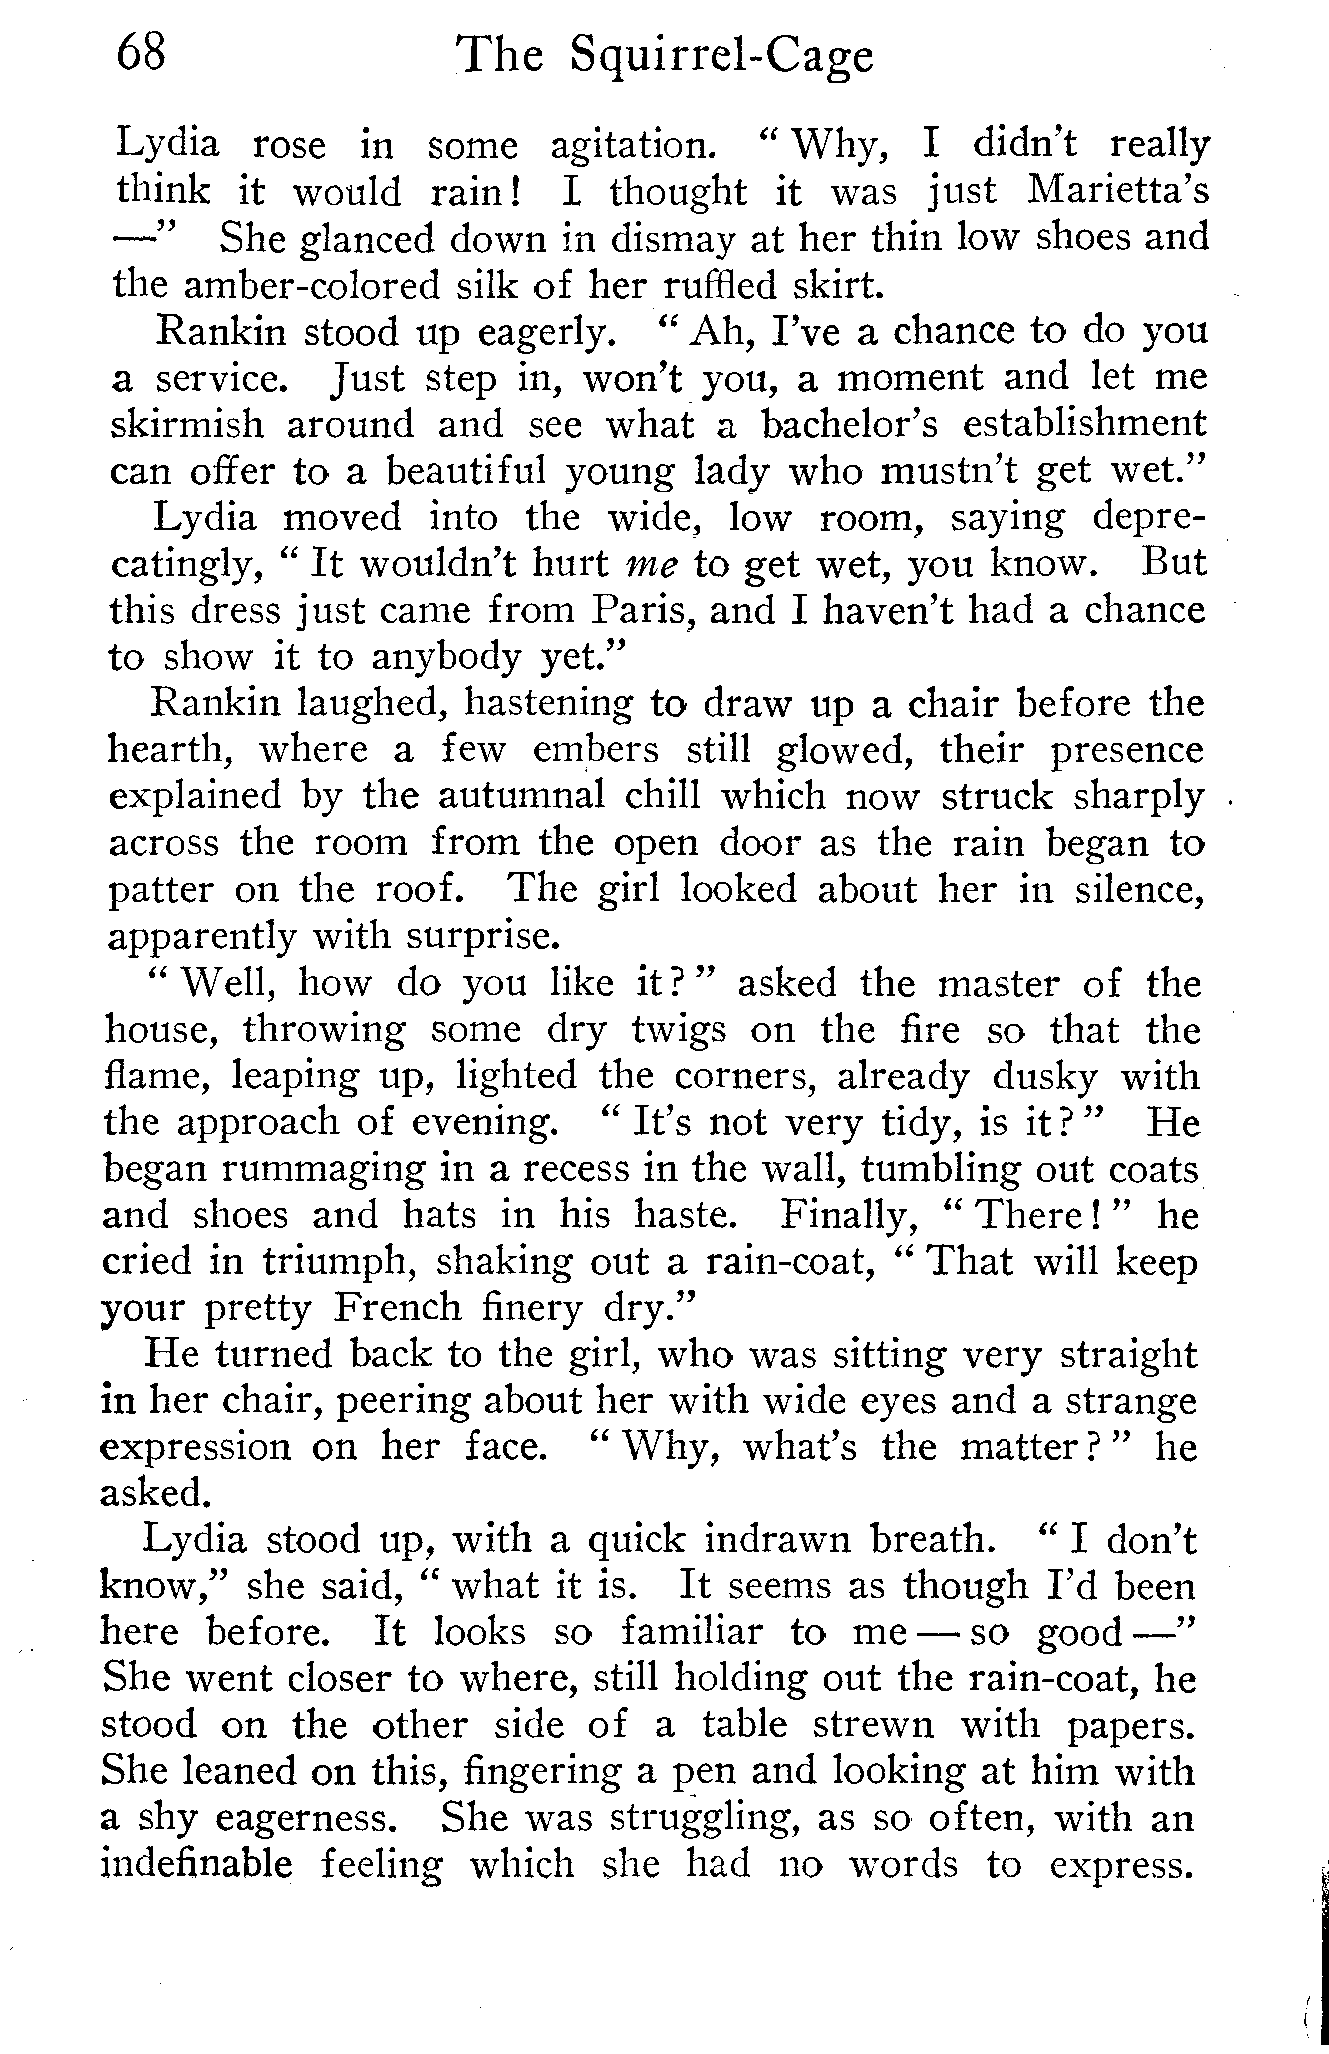 68 The Squirrel-Cage
Lydia rose in some agitation. “ Why, I didn’t really
think it would rain! I thought it was just Marietta’s
—” She glanced down in dismay at her thin low shoes and
the amber-colored silk of her ruffled skirt.
Rankin stood up eagerly. “ Ah, I’ve a chance to do you
a service. Just step in, won’t you, a moment and let me
skirmish around and see what a bachelor’s establishment
can offer to a beautiful young lady who mustn’t get wet.”
Lydia moved into the wide, low room, saying depre-
catingly, “ It wouldn’t hurt me to get wet, you know. But
this dress just came from Paris, and I haven’t had a chance
to show it to anybody yet.”
Rankin laughed, hastening to draw up a chair before the
hearth, where a few embers still glowed, their presence
explained by the autumnal chill which now struck sharply
across the room from the open door as the rain began to
patter on the roof. The girl looked about her in silence,
apparently with surprise.
“ Well, how do you like it? ” asked the master of the
house, throwing some dry twigs on the fire so that the
flame, leaping up, lighted the corners, already dusky with
the approach of evening. “ It’s not very tidy, is it? ” He
began rummaging in a recess in the wall, tumbling out coats
and shoes and hats in his haste. Finally, “ There! ” he
cried in triumph, shaking out a rain-coat, “ That will keep
your pretty French finery dry.”
He turned back to the girl, who was sitting very straight
in her chair, peering about her with wide eyes and a strange
expression on her face. “ Why, what’s the matter? ” he
asked.
Lydia stood up, with a quick indrawn breath. “ I don’t
know,” she said, “ what it is. It seems as though I’d been
here before. It looks so familiar to me — so good —”
She went closer to where, still holding out the rain-coat, he
stood on the other side of a table strewn with papers.
She leaned on this, fingering a pen and looking at him with
a shy eagerness. She was struggling, as so often, with an
indefinable feeling which she had no words to express.